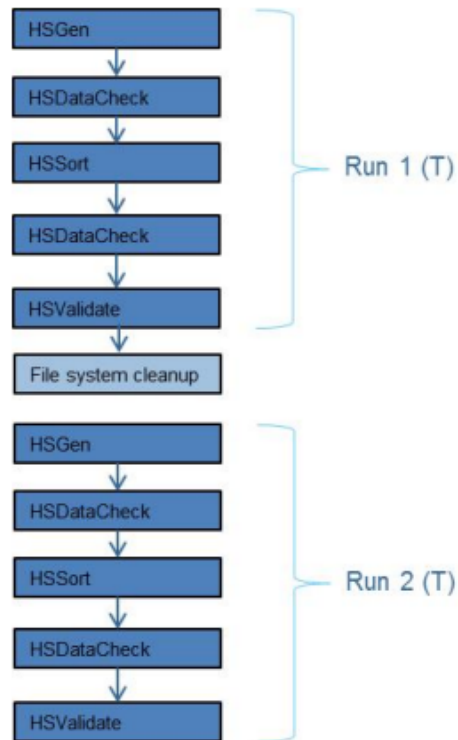 HSGen
HSDataCheck
HSSort
HSDataCheck
HSValidate
Run 1 (T)
File system cleanup
HSGen
HSDataCheck
HSSort
HSDataCheck
HSValidate
Run 2 (T)